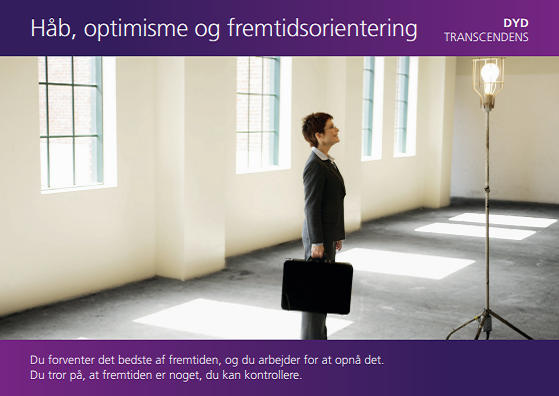 Håb, optimisme og fremtidsorientering
DYD
TRANSCENDENS
Du forventer det bedste af fremtiden, og du arbejder for at opnå det.
Du tror på, at fremtiden er noget, du kan kontrollere.